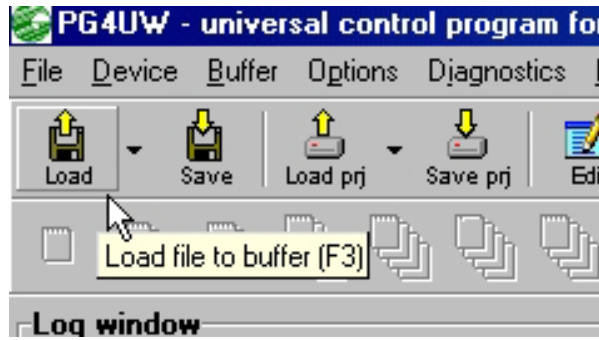 PG4UW - universal control program fo
File Device Buffer Options Diagnostics
Load Save Load prj Save prj Edi
Load file to buffer (F3)
Log window